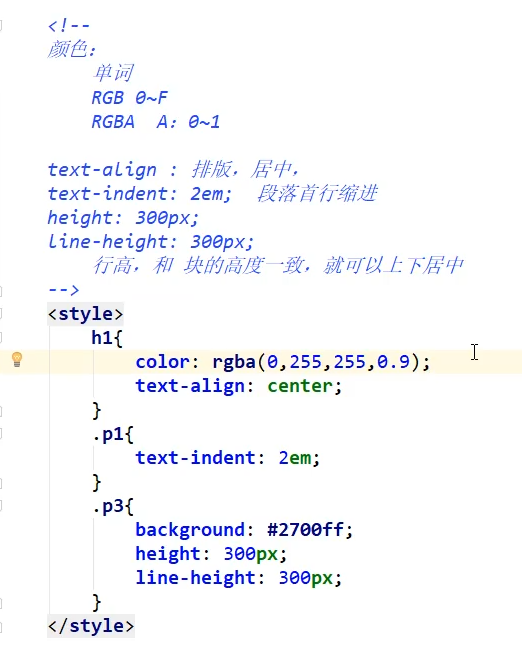 <!--
颜色：
    单词
    RGB 0~F
    RGBA  A：0~1

text-align : 排版，居中，
text-indent: 2em;  段落首行缩进
height: 300px;
line-height: 300px;
    行高，和 块的高度一致，就可以上下居中
-->
<style>
    h1{
        color: rgba(0,255,255,0.9);
        text-align: center;
    }
    .p1{
        text-indent: 2em;
    }
    .p3{
        background: #2700ff;
        height: 300px;
        line-height: 300px;
    }
</style>